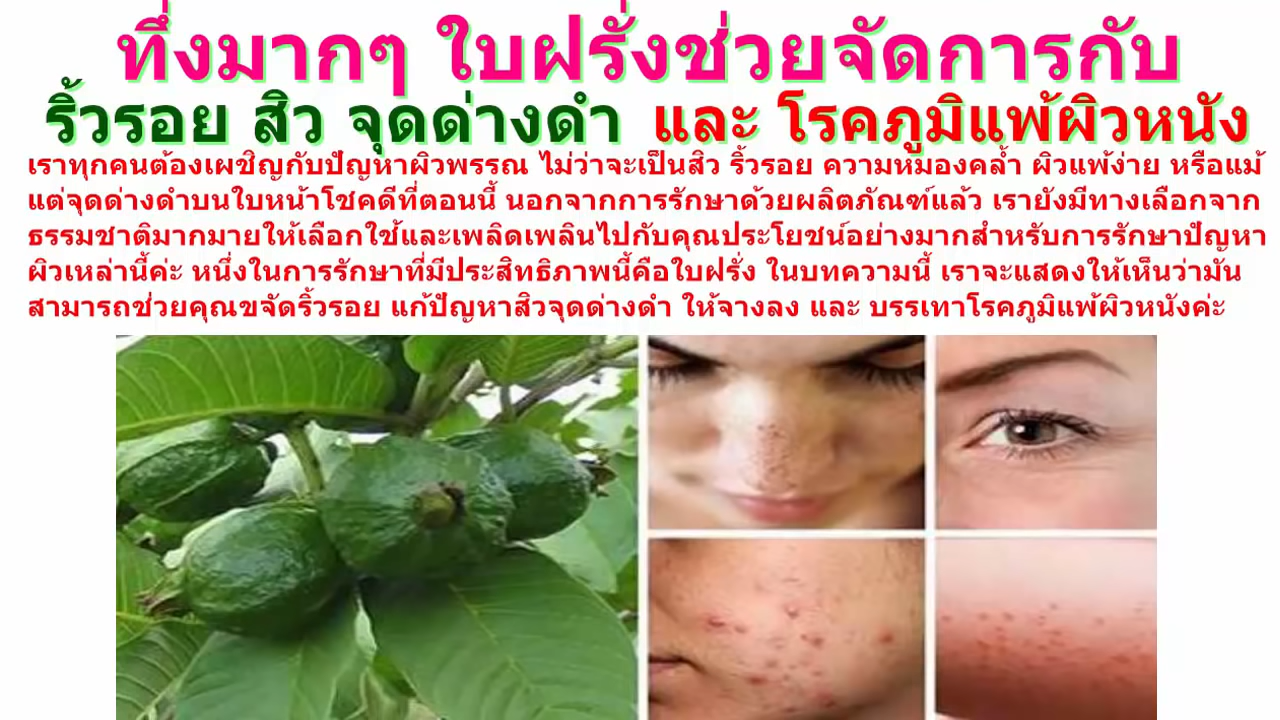 ทึ่งมากๆ ใบฝรั่งช่วยจัดการกับ
ริ้วรอย สิว จุดด่างดำ และ โรคภูมิแพ้ผิวหนัง
เราทุกคนต้องเผชิญกับปัญหาผิวพรรณ ไม่ว่าจะเป็นสิว ริ้วรอย ความหมองคล้ำ ผิวแพ้ง่าย หรือแม้
แต่จุดด่างดำบนใบหน้าโชคดีที่ตอนนี้ นอกจากการรักษาด้วยผลิตภัณฑ์แล้ว เรายังมีทางเลือกจาก
ธรรมชาติมากมายให้เลือกใช้และเพลิดเพลินไปกับคุณประโยชน์อย่างมากสำหรับการรักษาปัญหา
ผิวเหล่านี้ค่ะ หนึ่งในการรักษาที่มีประสิทธิภาพนี้คือใบฝรั่ง ในบทความนี้ เราจะแสดงให้เห็นว่ามัน
สามารถช่วยคุณขจัดริ้วรอย แก้ปัญหาสิวจุดด่างดำ ให้จางลง และ บรรเทาโรคภูมิแพ้ผิวหนังค่ะ